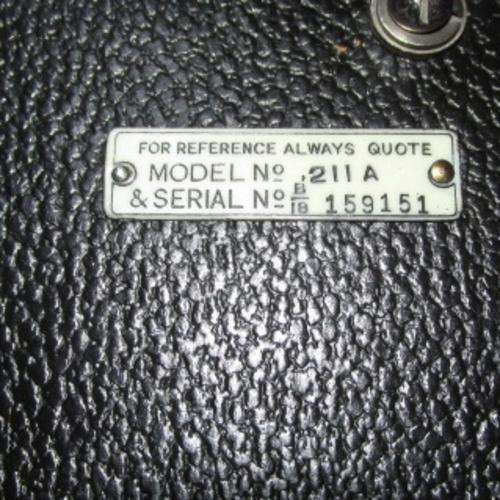 FOR REFERENCE ALWAYS QUOTE
MODEL Nº 211 A
& SERIAL Nº B/18 159151